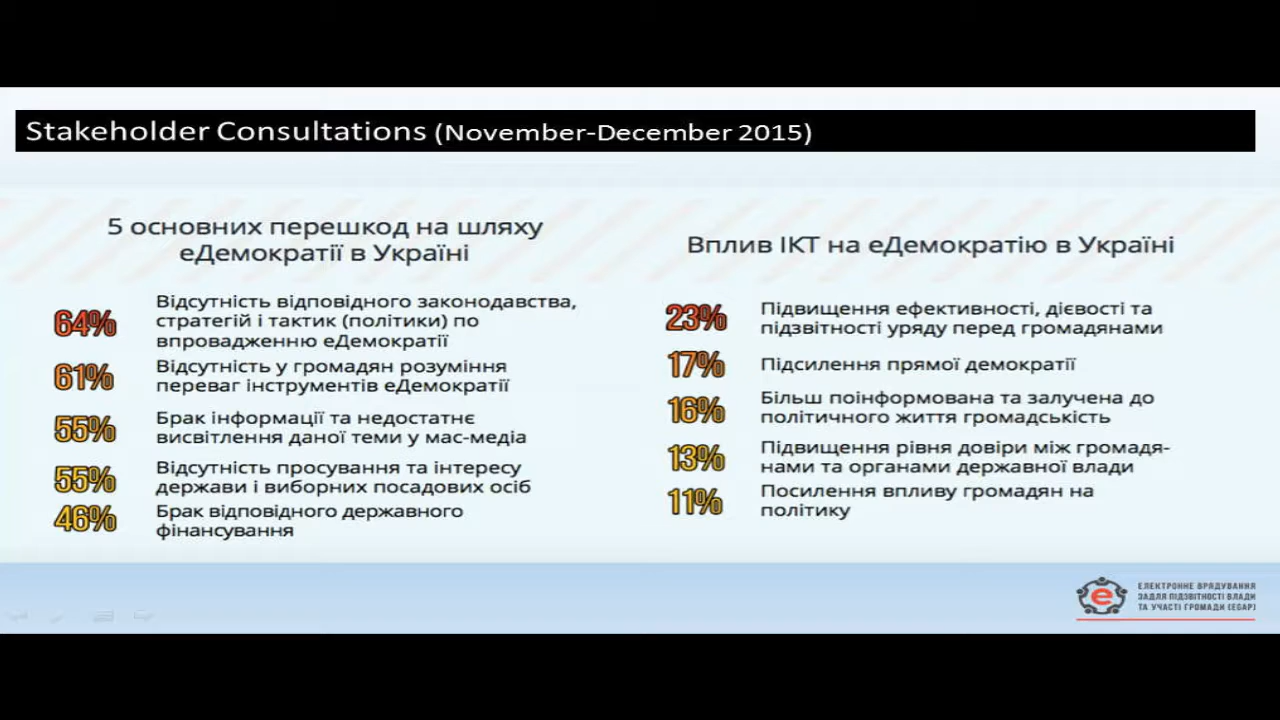 Stakeholder Consultations (November-December 2015)
5 основних перешкод на шляху
еДемократії в Україні
64%
Відсутність відповідного законодавства,
стратегій і тактик (політики) по
впровадженню еДемократії
61%
Відсутність у громадян розуміння
переваг інструментів еДемократії
55%
Брак інформації та недостатнє
висвітлення даної теми у мас-медіа
55%
Відсутність просування та інтересу
держави і виборних посадових осіб
46%
Брак відповідного державного
фінансування
Вплив ІКТ на еДемократію в Україні
23%
Підвищення ефективності, дієвості та
підзвітності уряду перед громадянами
17%
Підсилення прямої демократії
16%
Більш поінформована та залучена до
політичного життя громадськість
13%
Підвищення рівня довіри між громадя-
нами та органами державної влади
11%
Посилення впливу громадян на
політику
е
ЕЛЕКТРОННЕ ВРЯДУВАННЯ
ЗАДЛЯ ПІДЗВІТНОСТІ ВЛАДИ
ТА УЧАСТІ ГРОМАДИ (EGAP)